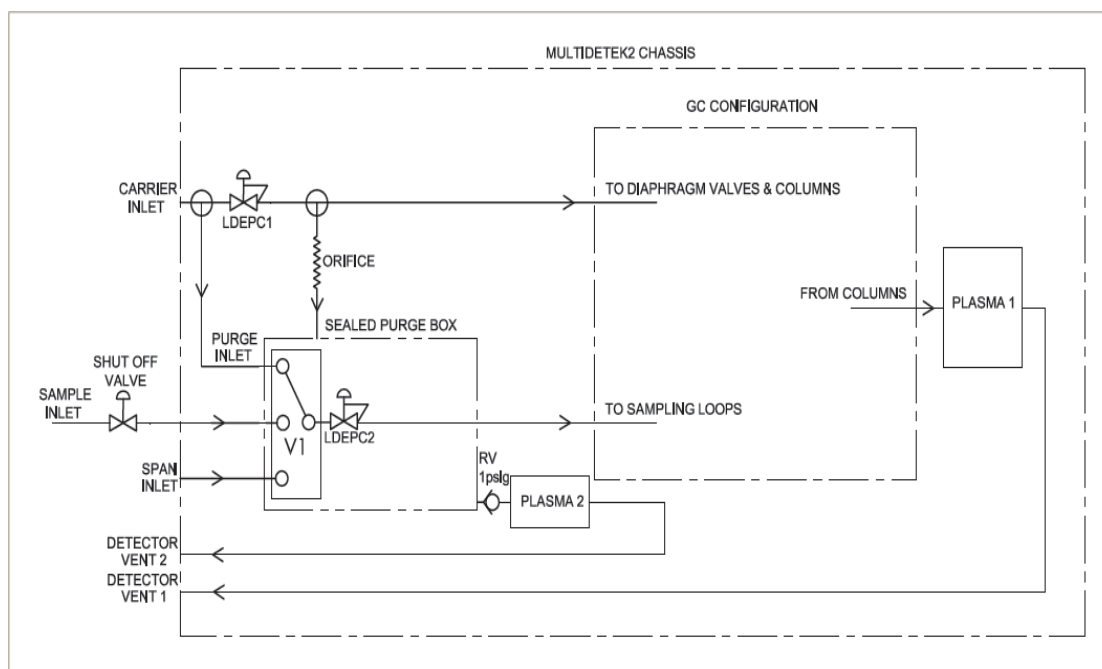 MULTIDETEK2 CHASSIS
GC CONFIGURATION
CARRIER
INLET
LDEPC1
TO DIAPHRAGM VALVES & COLUMNS
ORIFICE
FROM COLUMNS
PLASMA 1
SEALED PURGE BOX
PURGE
INLET
SHUT OFF
VALVE
SAMPLE
INLET
V1
LDEPC2
TO SAMPLING LOOPS
SPAN
INLET
RV
1psig
PLASMA 2
DETECTOR
VENT 2
DETECTOR
VENT 1